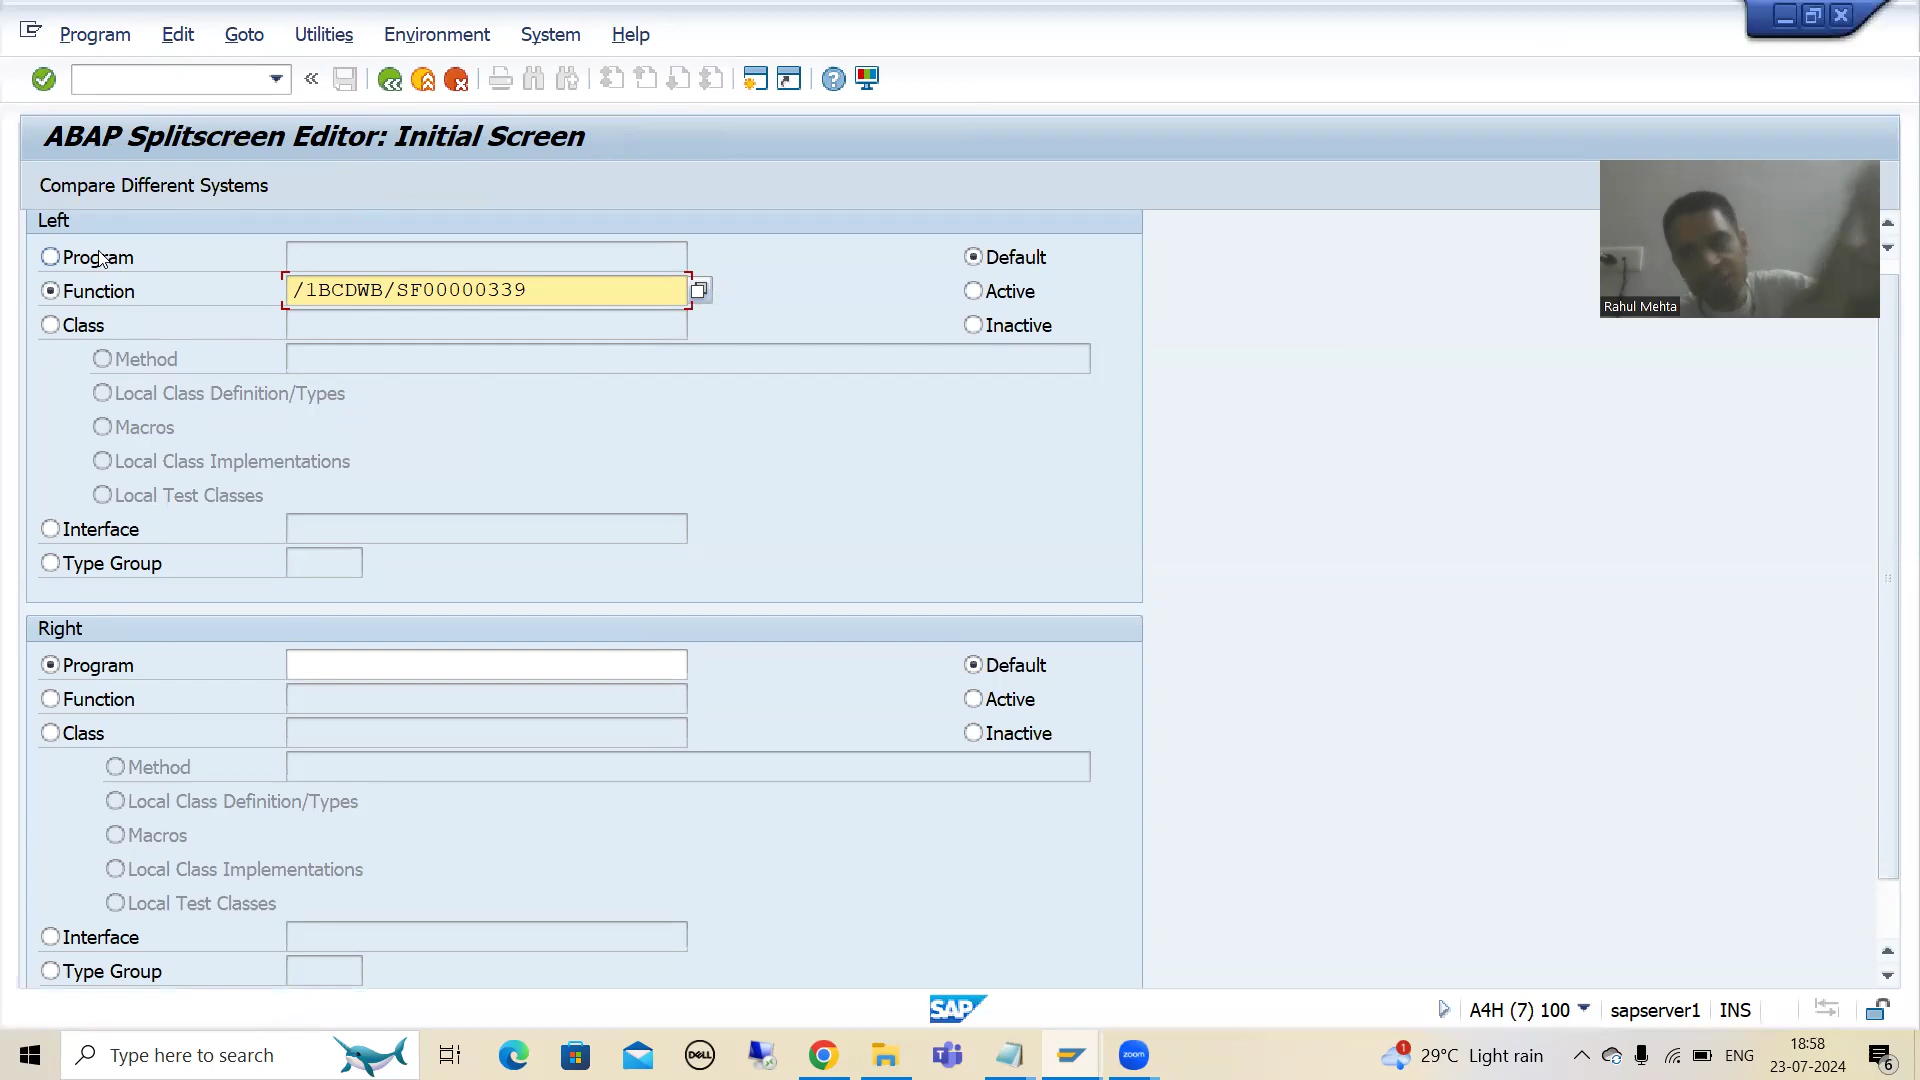 Program Edit Goto Utilities Environment System Help
ABAP Splitscreen Editor: Initial Screen
Compare Different Systems
Left
Program
Default
Function /1BCDWB/SF00000339
Active
Class
Inactive
Method
Local Class Definition/Types
Macros
Local Class Implementations
Local Test Classes
Interface
Type Group
Rahul Mehta
Right
Program
Default
Function
Active
Class
Inactive
Method
Local Class Definition/Types
Macros
Local Class Implementations
Local Test Classes
Interface
Type Group
SAP
A4H (7) 100 sapserver1 INS
Type here to search
DELL
zoom
1
29°C Light rain
ENG
18:58
23-07-2024
6